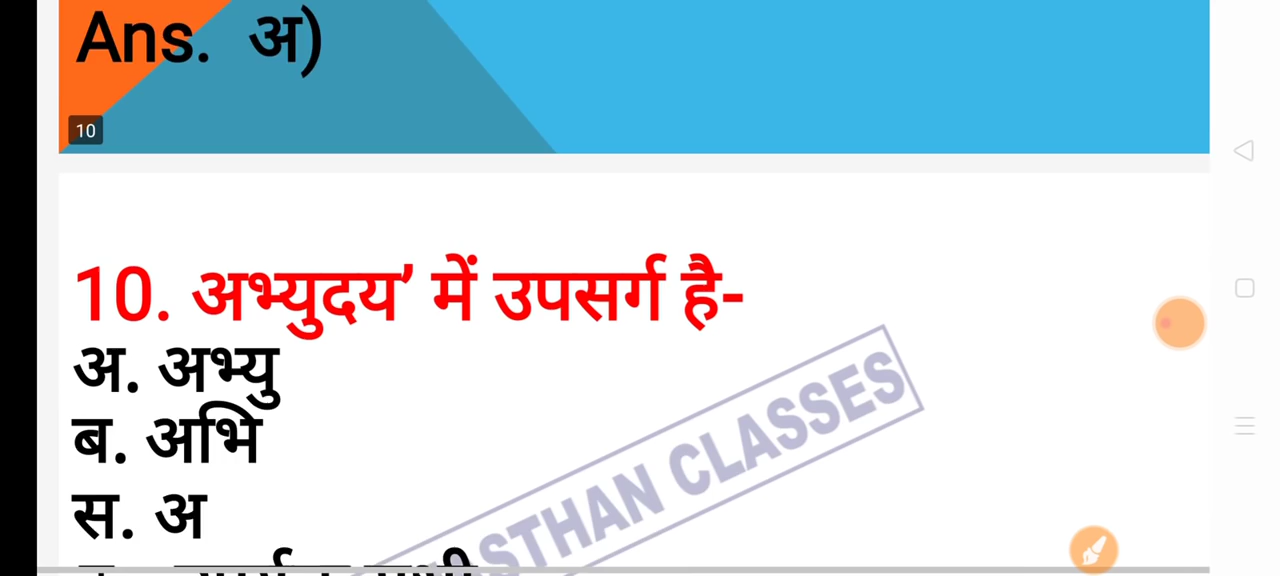 Ans. अ)
10
10. अभ्युदय’ में उपसर्ग है-
अ. अभ्यु
ब. अभि
स. अ
STHAN CLASSES